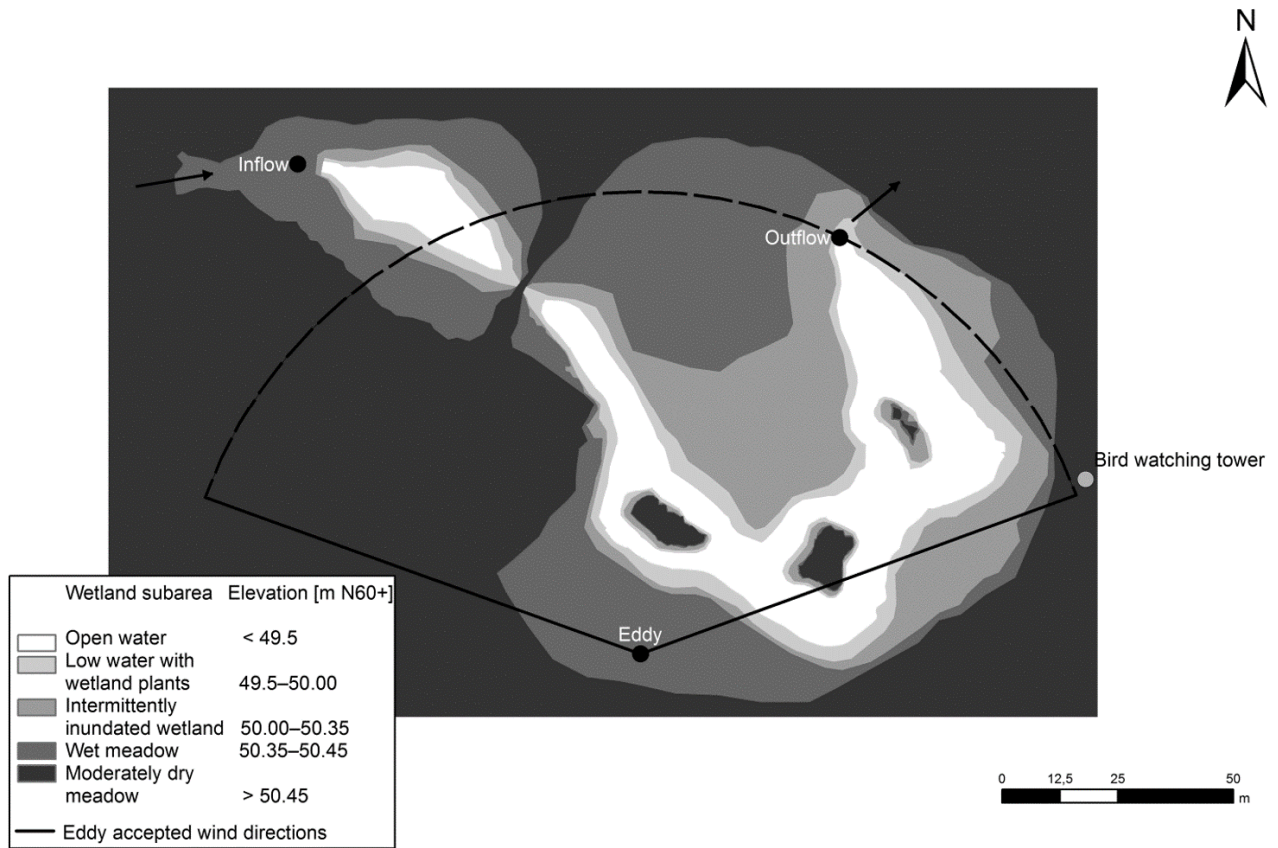 N
Inflow
Outflow
Bird watching tower
Eddy
Wetland subarea Elevation [m N60+]
Open water < 49.5
Low water with
wetland plants 49.5–50.00
Intermittently
inundated wetland 50.00–50.35
Wet meadow 50.35–50.45
Moderately dry
meadow > 50.45
Eddy accepted wind directions
0 12,5 25 50
m